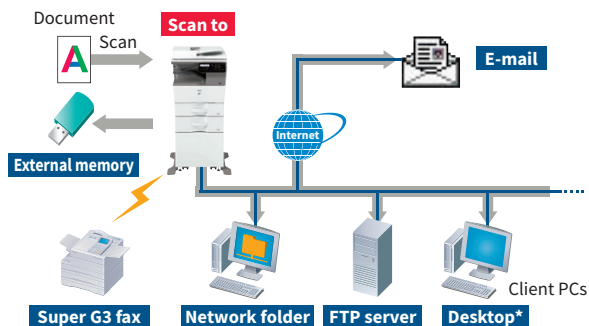 Document
Scan to
Scan
A
E-mail
Internet
External memory
Client PCs
Super G3 fax
Network folder
FTP server
Desktop*